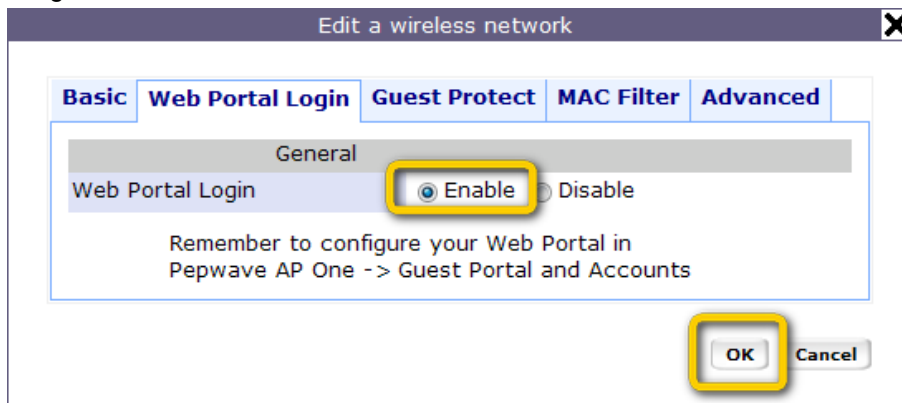 Edit a wireless network
Basic Web Portal Login Guest Protect MAC Filter Advanced
General
Web Portal Login Enable Disable
Remember to configure your Web Portal in
Pepwave AP One -> Guest Portal and Accounts
OK Cancel